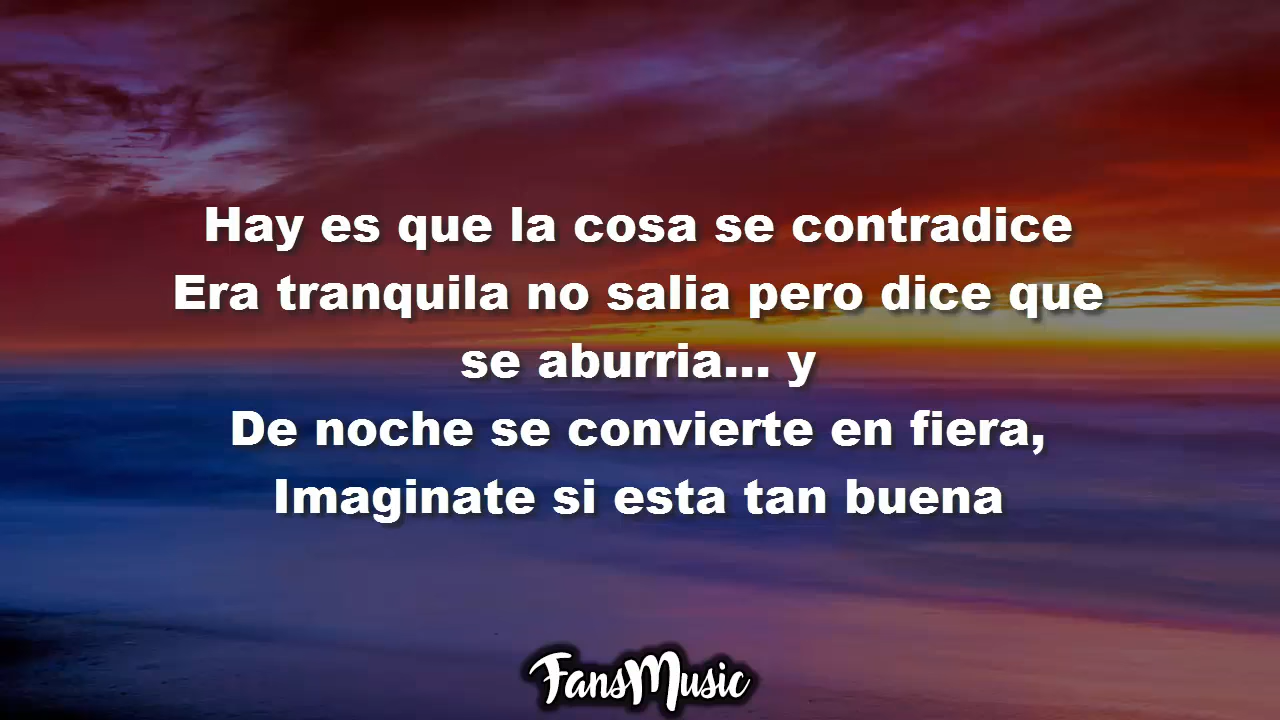 Hay es que la cosa se contradice
Era tranquila no salia pero dice que
se aburria... y
De noche se convierte en fiera,
Imaginate si esta tan buena
FansMusic